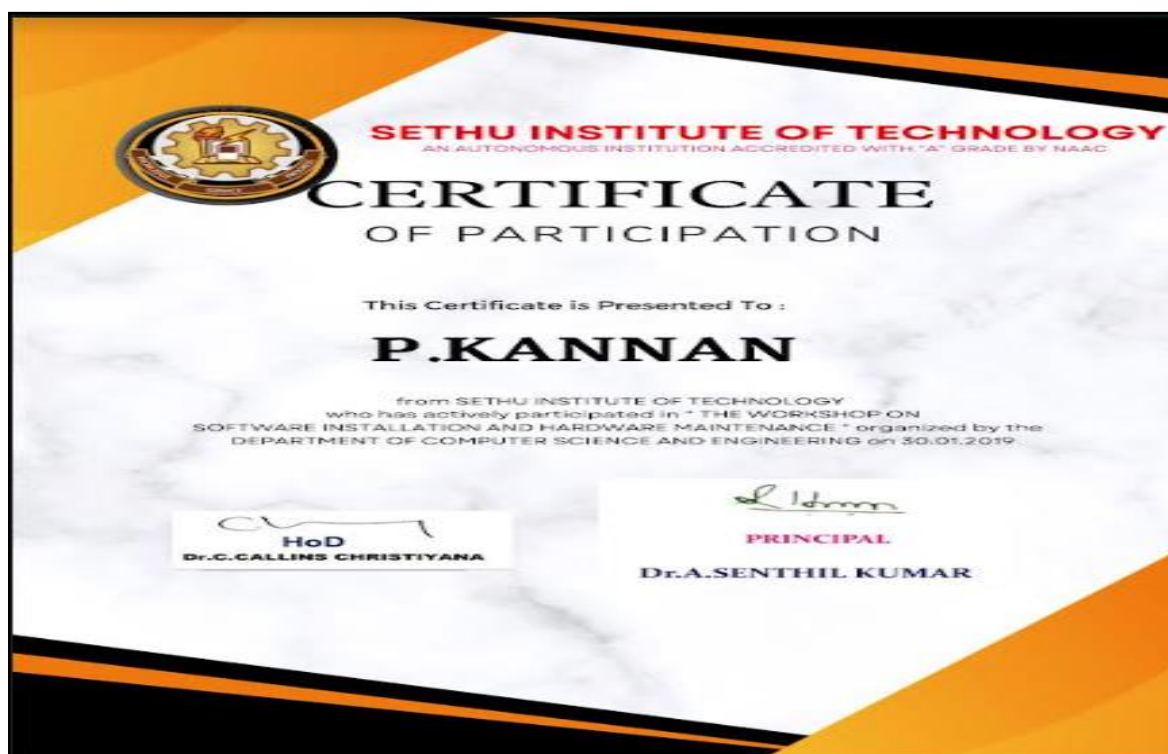 SETHU INSTITUTE OF TECHNOLOGY
AN AUTONOMOUS INSTITUTION ACCREDITED WITH "A" GRADE BY NAAC
CERTIFICATE
OF PARTICIPATION
This Certificate is Presented To :
P.KANNAN
from SETHU INSTITUTE OF TECHNOLOGY
who has actively participated in " THE WORKSHOP ON
SOFTWARE INSTALLATION AND HARDWARE MAINTENANCE " organized by the
DEPARTMENT OF COMPUTER SCIENCE AND ENGINEERING on 30.01.2019
HoD
Dr.C.CALLINS CHRISTIYANA
PRINCIPAL
Dr.A.SENTHIL KUMAR